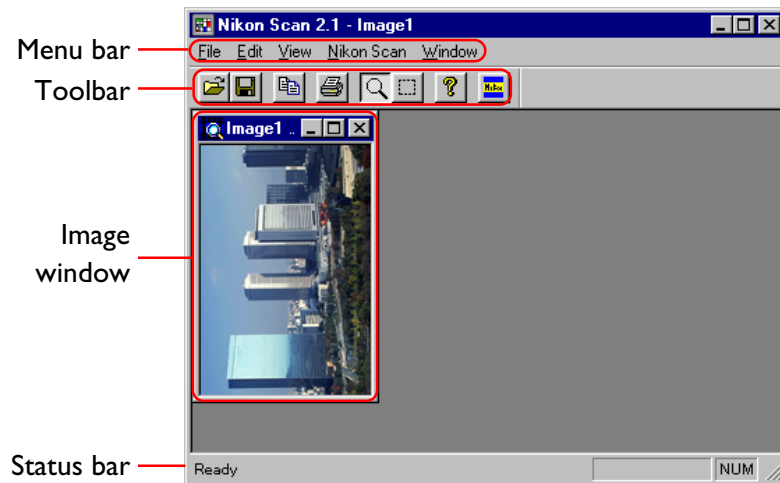 Nikon Scan 2.1 - Image1
Menu bar
File Edit View Nikon Scan Window
Toolbar
Nikon
Image1 ..
Image
window
Status bar
Ready
NUM